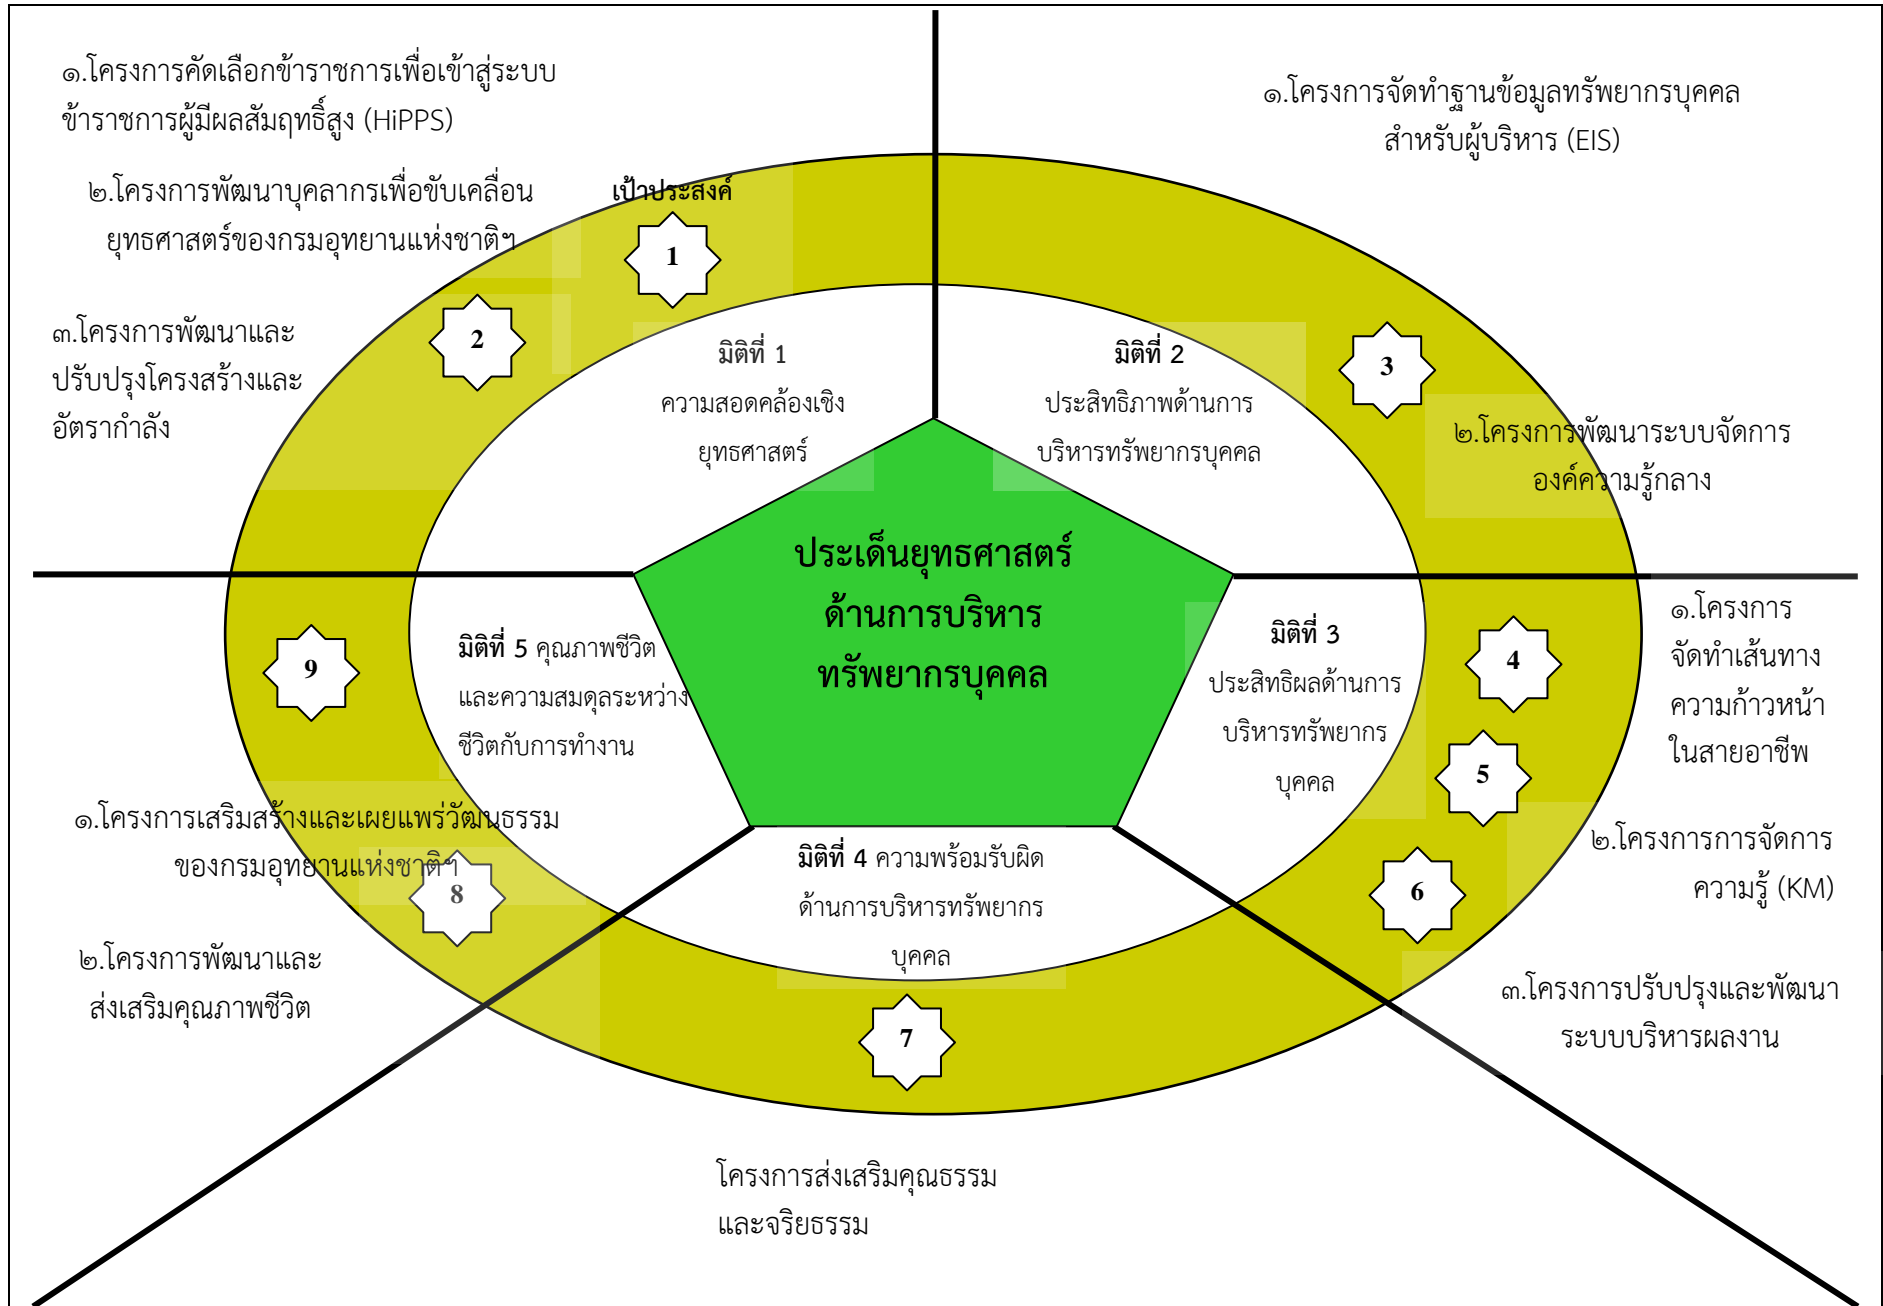 ๑.โครงการคัดเลือกข้าราชการเพื่อเข้าสู่ระบบ
ข้าราชการผู้มีผลสัมฤทธิ์สูง (HiPPS)
๒.โครงการพัฒนาบุคลากรเพื่อขับเคลื่อน
ยุทธศาสตร์ของกรมอุทยานแห่งชาติฯ
๓.โครงการพัฒนาและ
ปรับปรุงโครงสร้างและ
อัตรากำลัง
เป้าประสงค์
1
2
มิติที่ 1
ความสอดคล้องเชิง
ยุทธศาสตร์
๑.โครงการจัดทำฐานข้อมูลทรัพยากรบุคคล
สำหรับผู้บริหาร (EIS)
มิติที่ 2
ประสิทธิภาพด้านการ
บริหารทรัพยากรบุคคล
3
๒.โครงการพัฒนาระบบจัดการ
องค์ความรู้กลาง
ประเด็นยุทธศาสตร์
ด้านการบริหาร
ทรัพยากรบุคคล
มิติที่ 3
ประสิทธิผลด้านการ
บริหารทรัพยากร
บุคคล
4
5
6
๑.โครงการ
จัดทำเส้นทาง
ความก้าวหน้า
ในสายอาชีพ
๒.โครงการการจัดการ
ความรู้ (KM)
๓.โครงการปรับปรุงและพัฒนา
ระบบบริหารผลงาน
มิติที่ 4 ความพร้อมรับผิด
ด้านการบริหารทรัพยากร
บุคคล
7
โครงการส่งเสริมคุณธรรม
และจริยธรรม
9
มิติที่ 5 คุณภาพชีวิต
และความสมดุลระหว่าง
ชีวิตกับการทำงาน
๑.โครงการเสริมสร้างและเผยแพร่วัฒนธรรม
ของกรมอุทยานแห่งชาติฯ
8
๒.โครงการพัฒนาและ
ส่งเสริมคุณภาพชีวิต